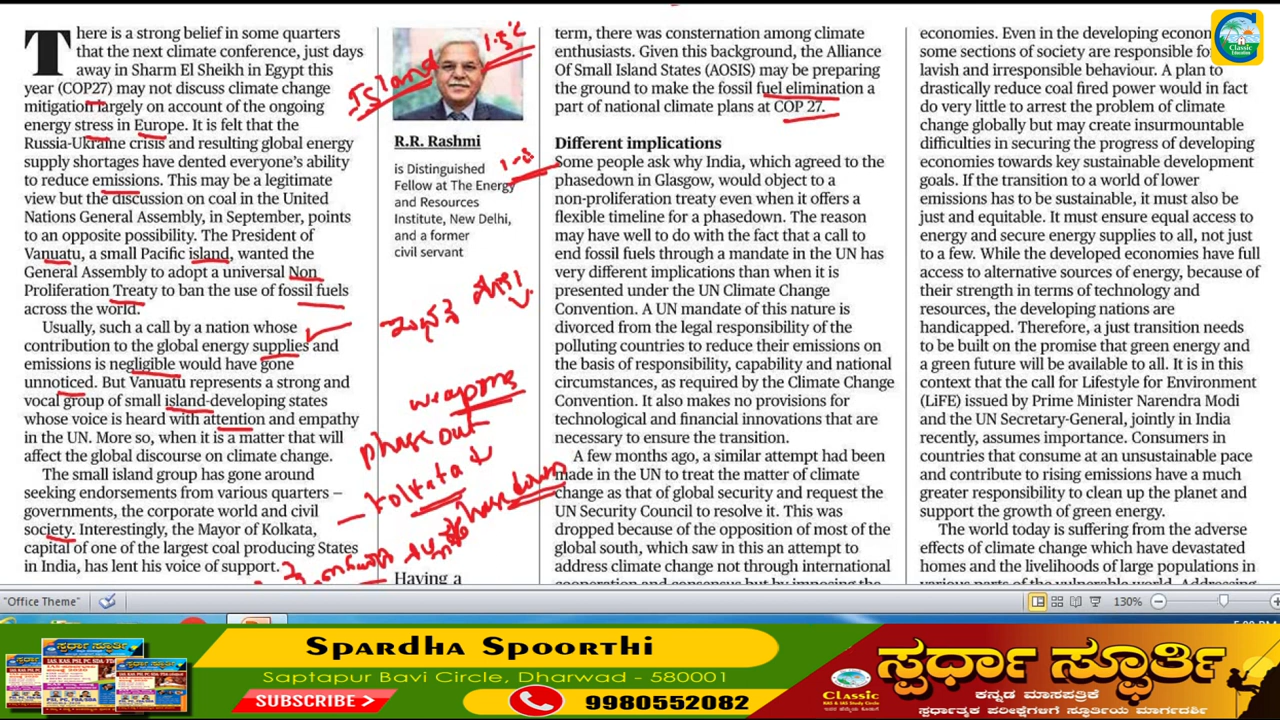 There is a strong belief in some quarters
that the next climate conference, just days
away in Sharm El Sheikh in Egypt this
year (COP27) may not discuss climate change
mitigation largely on account of the ongoing
energy stress in Europe. It is felt that the
Russia-Ukraine crisis and resulting global energy
supply shortages have dented everyone's ability
to reduce emissions. This may be a legitimate
view but the discussion on coal in the United
Nations General Assembly, in September, points
to an opposite possibility. The President of
Vanuatu, a small Pacific island, wanted the
General Assembly to adopt a universal Non
Proliferation Treaty to ban the use of fossil fuels
across the world.
Usually, such a call by a nation whose
contribution to the global energy supplies and
emissions is negligible would have gone
unnoticed. But Vanuatu represents a strong and
vocal group of small island-developing states
whose voice is heard with attention and empathy
in the UN. More so, when it is a matter that will
affect the global discourse on climate change.
The small island group has gone around
seeking endorsements from various quarters –
governments, the corporate world and civil
society. Interestingly, the Mayor of Kolkata,
capital of one of the largest coal producing States
in India, has lent his voice of support.
Island
1.5°C
R.R. Rashmi
is Distinguished
Fellow at The Energy
and Resources
Institute, New Delhi,
and a former
civil servant
weapons
phase out
kolkata
phase down
Having a
term, there was consternation among climate
enthusiasts. Given this background, the Alliance
Of Small Island States (AOSIS) may be preparing
the ground to make the fossil fuel elimination a
part of national climate plans at COP 27.
Different implications
Some people ask why India, which agreed to the
phasedown in Glasgow, would object to a
non-proliferation treaty even when it offers a
flexible timeline for a phasedown. The reason
may have well to do with the fact that a call to
end fossil fuels through a mandate in the UN has
very different implications than when it is
presented under the UN Climate Change
Convention. A UN mandate of this nature is
divorced from the legal responsibility of the
polluting countries to reduce their emissions on
the basis of responsibility, capability and national
circumstances, as required by the Climate Change
Convention. It also makes no provisions for
technological and financial innovations that are
necessary to ensure the transition.
A few months ago, a similar attempt had been
made in the UN to treat the matter of climate
change as that of global security and request the
UN Security Council to resolve it. This was
dropped because of the opposition of most of the
global south, which saw in this an attempt to
address climate change not through international
cooperation and consensus but by imposing the
economies. Even in the developing econom
some sections of society are responsible fo
lavish and irresponsible behaviour. A plan to
drastically reduce coal fired power would in fact
do very little to arrest the problem of climate
change globally but may create insurmountable
difficulties in securing the progress of developing
economies towards key sustainable development
goals. If the transition to a world of lower
emissions has to be sustainable, it must also be
just and equitable. It must ensure equal access to
energy and secure energy supplies to all, not just
to a few. While the developed economies have full
access to alternative sources of energy, because of
their strength in terms of technology and
resources, the developing nations are
handicapped. Therefore, a just transition needs
to be built on the promise that green energy and
a green future will be available to all. It is in this
context that the call for Lifestyle for Environment
(LiFE) issued by Prime Minister Narendra Modi
and the UN Secretary-General, jointly in India
recently, assumes importance. Consumers in
countries that consume at an unsustainable pace
and contribute to rising emissions have a much
greater responsibility to clean up the planet and
support the growth of green energy.
The world today is suffering from the adverse
effects of climate change which have devastated
homes and the livelihoods of large populations in
various parts of the vulnerable world. Addressing
Classic
Education
"Office Theme"
130%
Spardha Spoorthi
Saptapur Bavi Circle, Dharwad - 580001
SUBSCRIBE
9980552082
Classic
KAS & IAS Study Circle
ಸ್ಪರ್ಧಾ ಸ್ಫೂರ್ತಿ
ಕನ್ನಡ ಮಾಸಪತ್ರಿಕೆ
ಸ್ಪರ್ಧಾತ್ಮಕ ಪರೀಕ್ಷೆಗಳಿಗೆ ಸ್ಫೂರ್ತಿಯ ಮಾರ್ಗದರ್ಶಿ